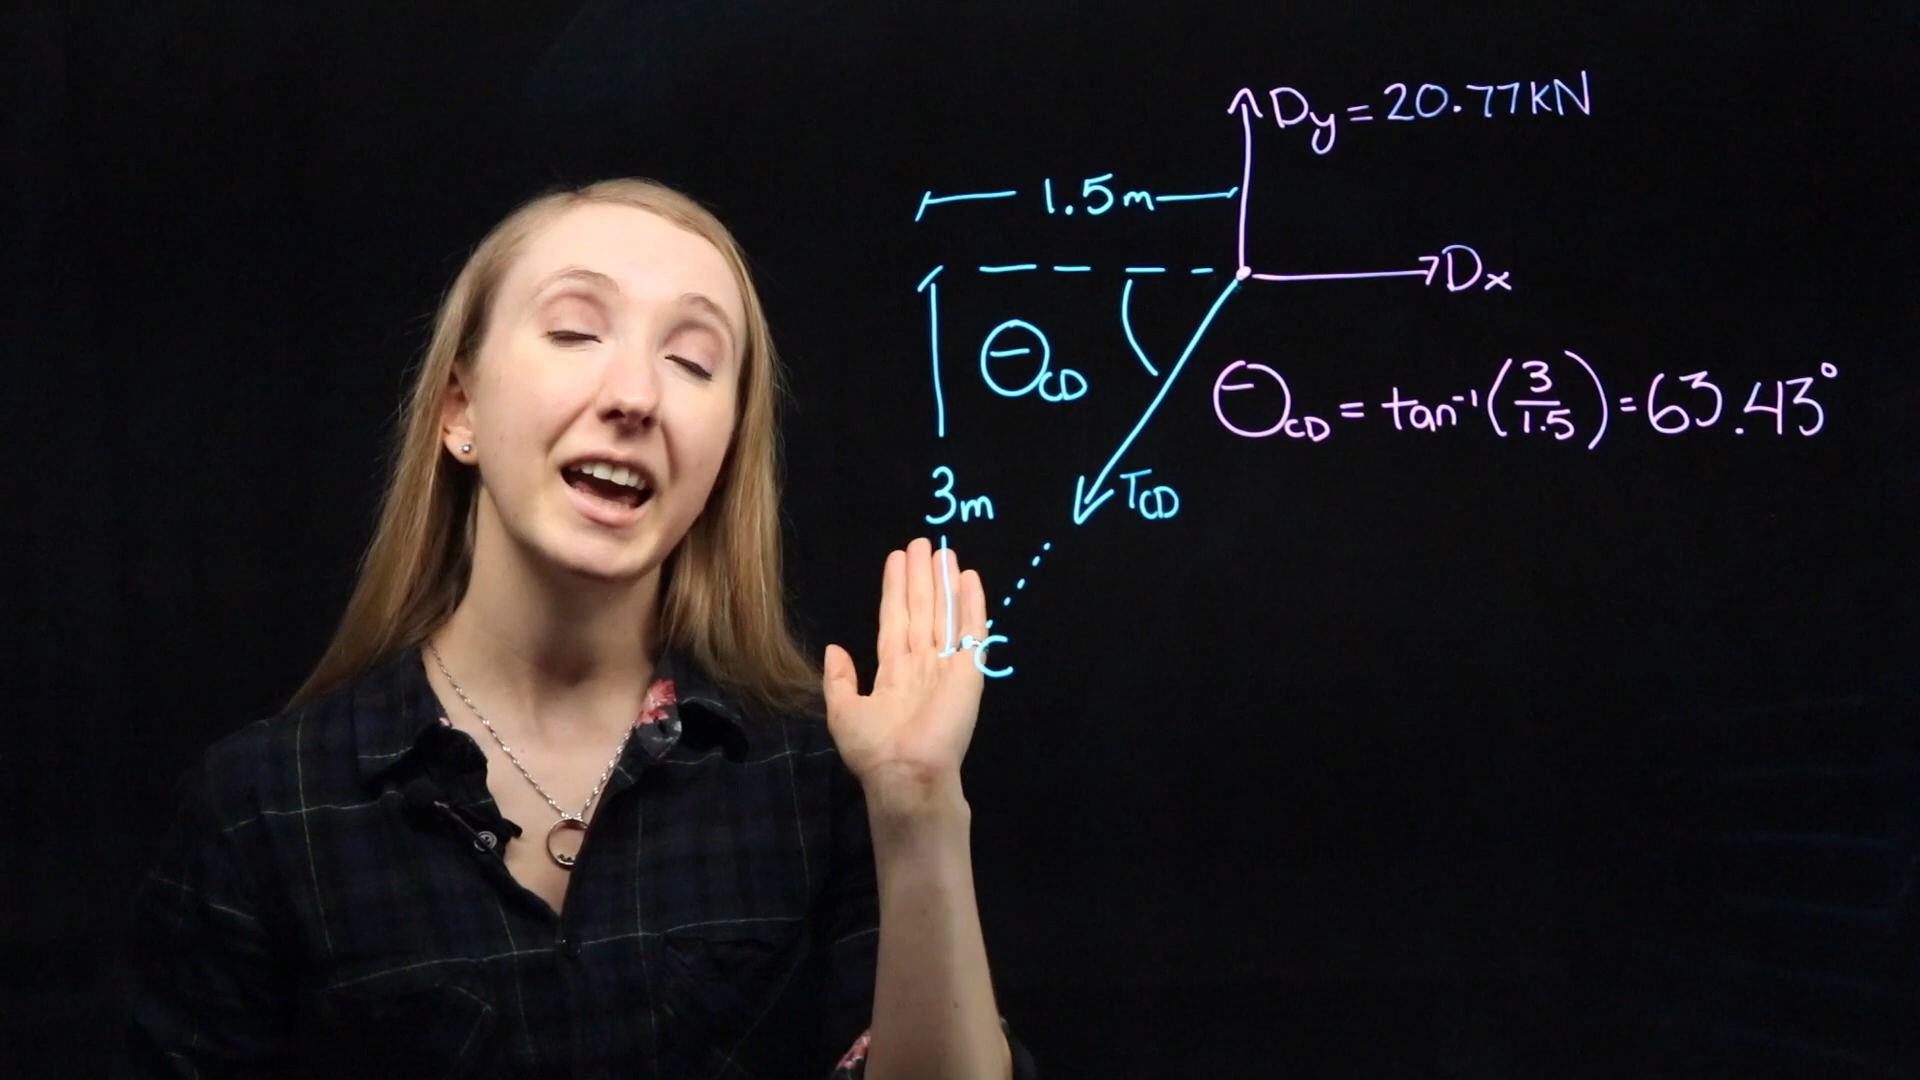 Dy = 20.77kN
1.5m
Dx
θCD
θCD = tan⁻¹(3/1.5) = 63.43°
3m
TCD
C